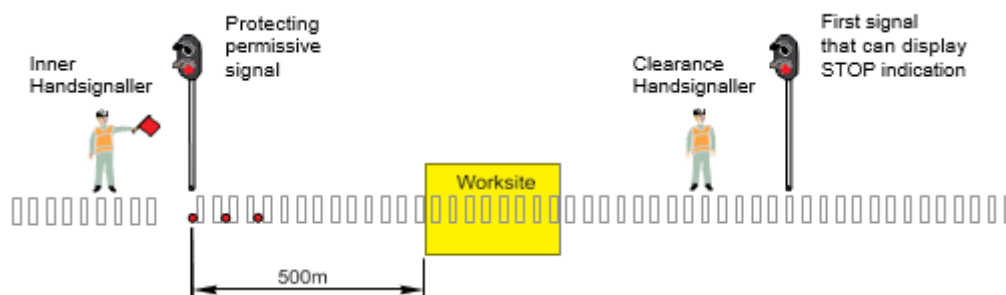 Inner
Handsignaller
Protecting
permissive
signal
Clearance
Handsignaller
First signal
that can display
STOP indication
Worksite
500m